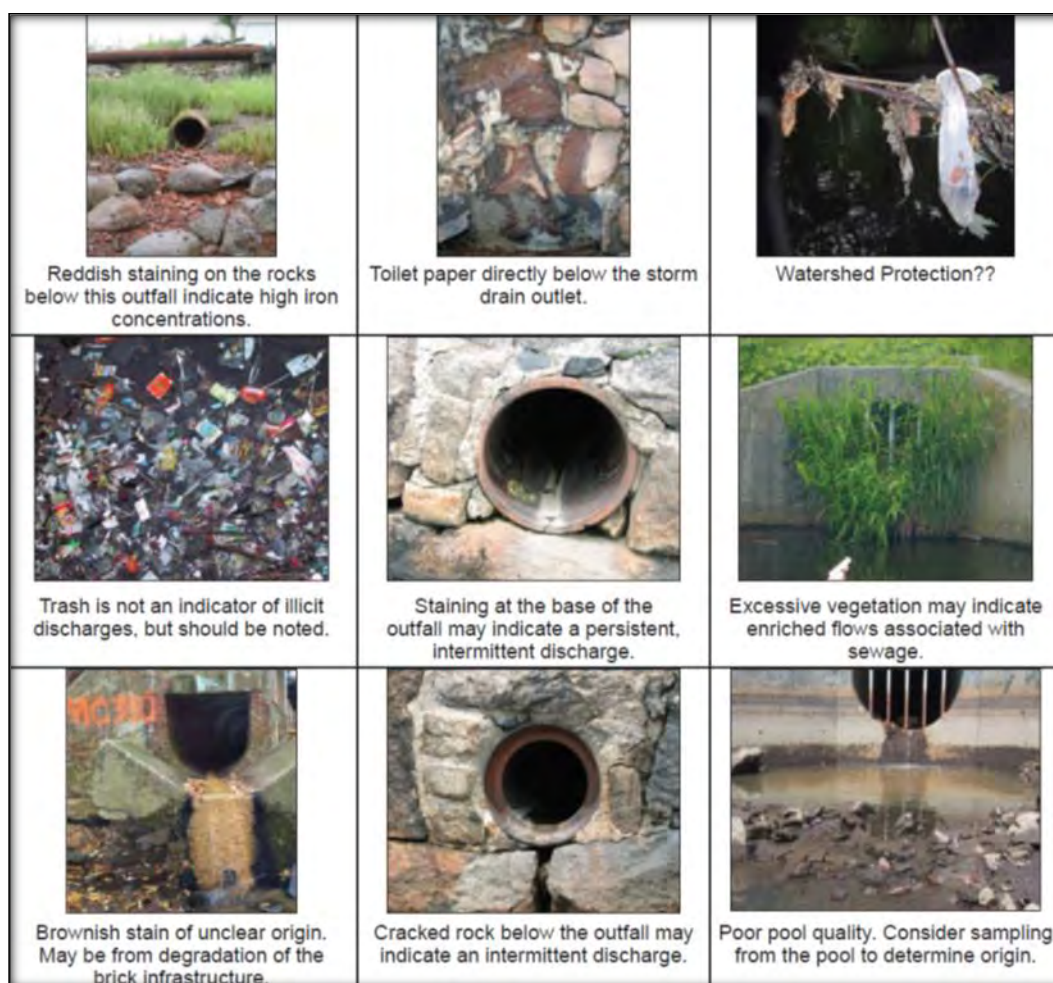 Reddish staining on the rocks
below this outfall indicate high iron
concentrations.
Toilet paper directly below the storm
drain outlet.
Watershed Protection??
Trash is not an indicator of illicit
discharges, but should be noted.
Staining at the base of the
outfall may indicate a persistent,
intermittent discharge.
Excessive vegetation may indicate
enriched flows associated with
sewage.
Brownish stain of unclear origin.
May be from degradation of the
brick infrastructure.
Cracked rock below the outfall may
indicate an intermittent discharge.
Poor pool quality. Consider sampling
from the pool to determine origin.